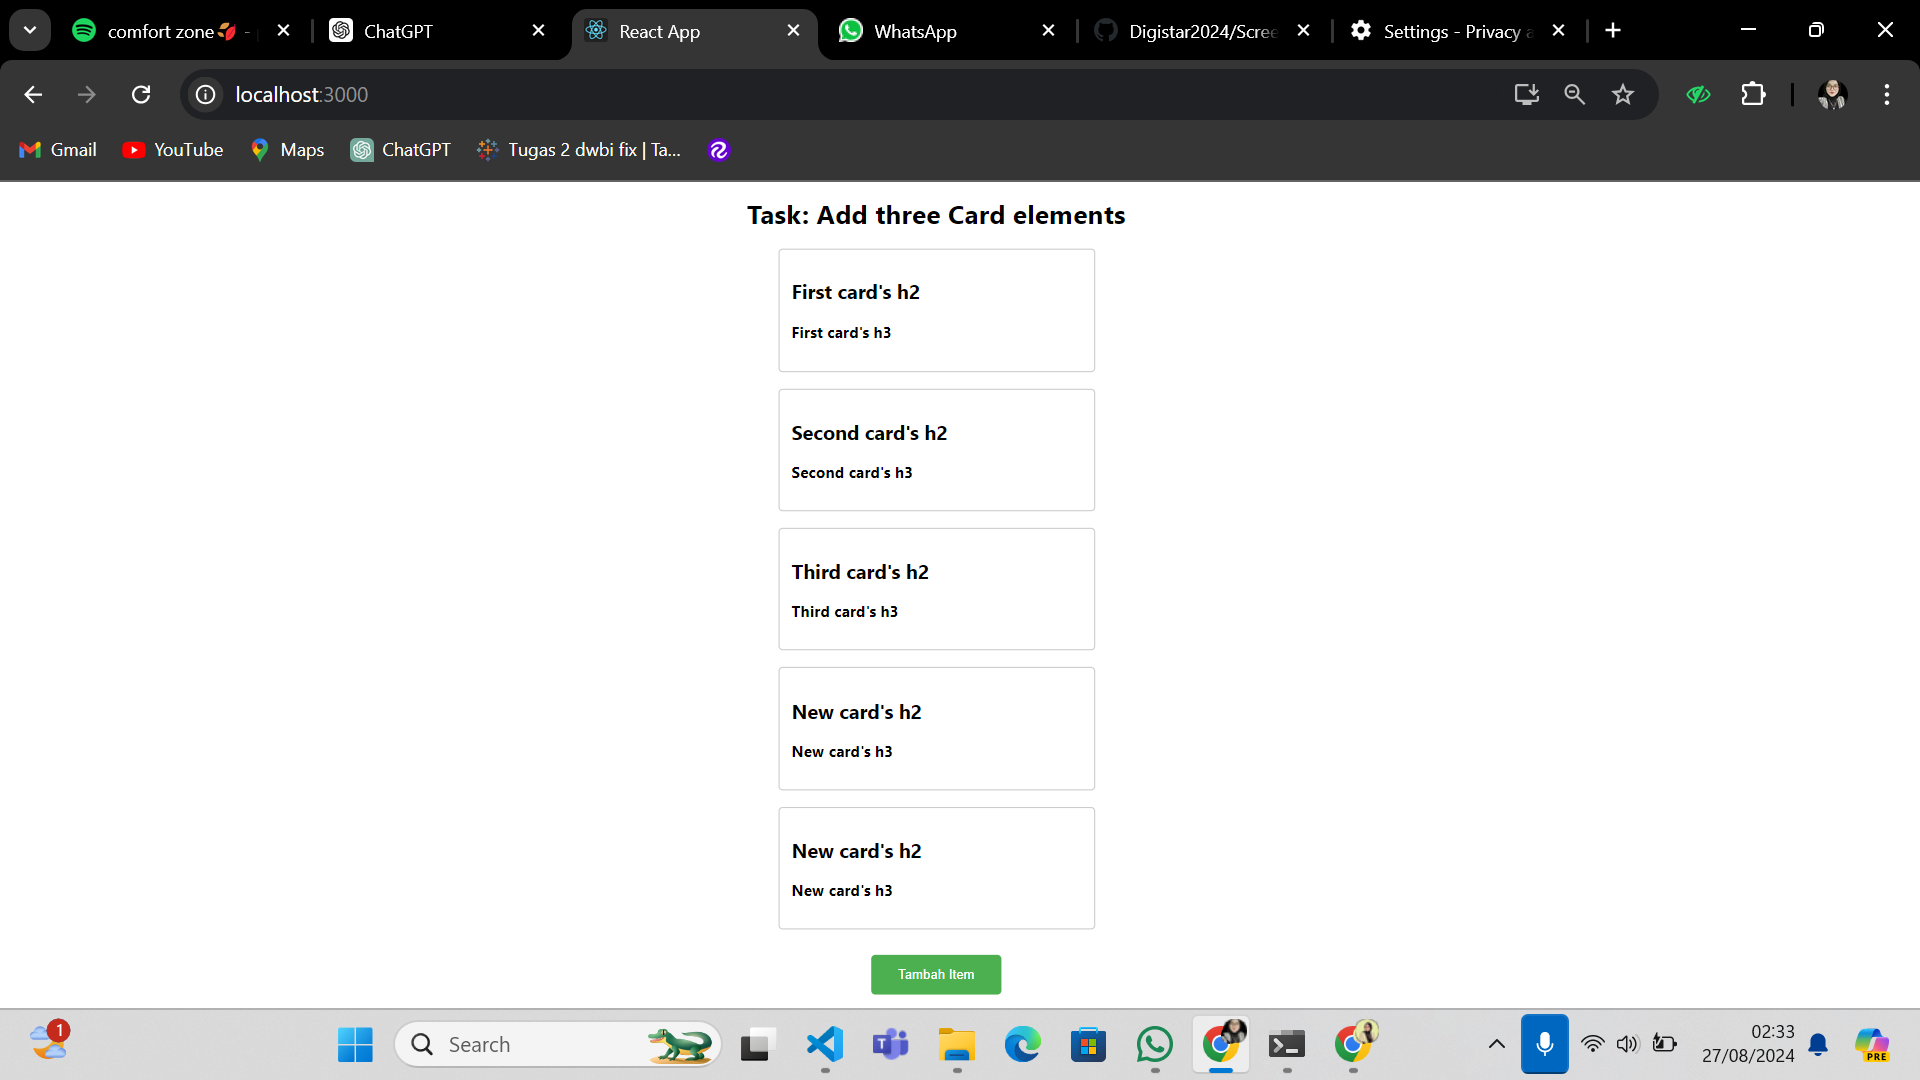 comfort zone🍂 -
ChatGPT
React App
WhatsApp
Digistar2024/Scree
Settings - Privacy a
localhost:3000
Gmail
YouTube
Maps
ChatGPT
Tugas 2 dwbi fix | Ta...
Task: Add three Card elements
First card's h2
First card's h3
Second card's h2
Second card's h3
Third card's h2
Third card's h3
New card's h2
New card's h3
New card's h2
New card's h3
Tambah Item
1
Search
02:33
27/08/2024
PRE